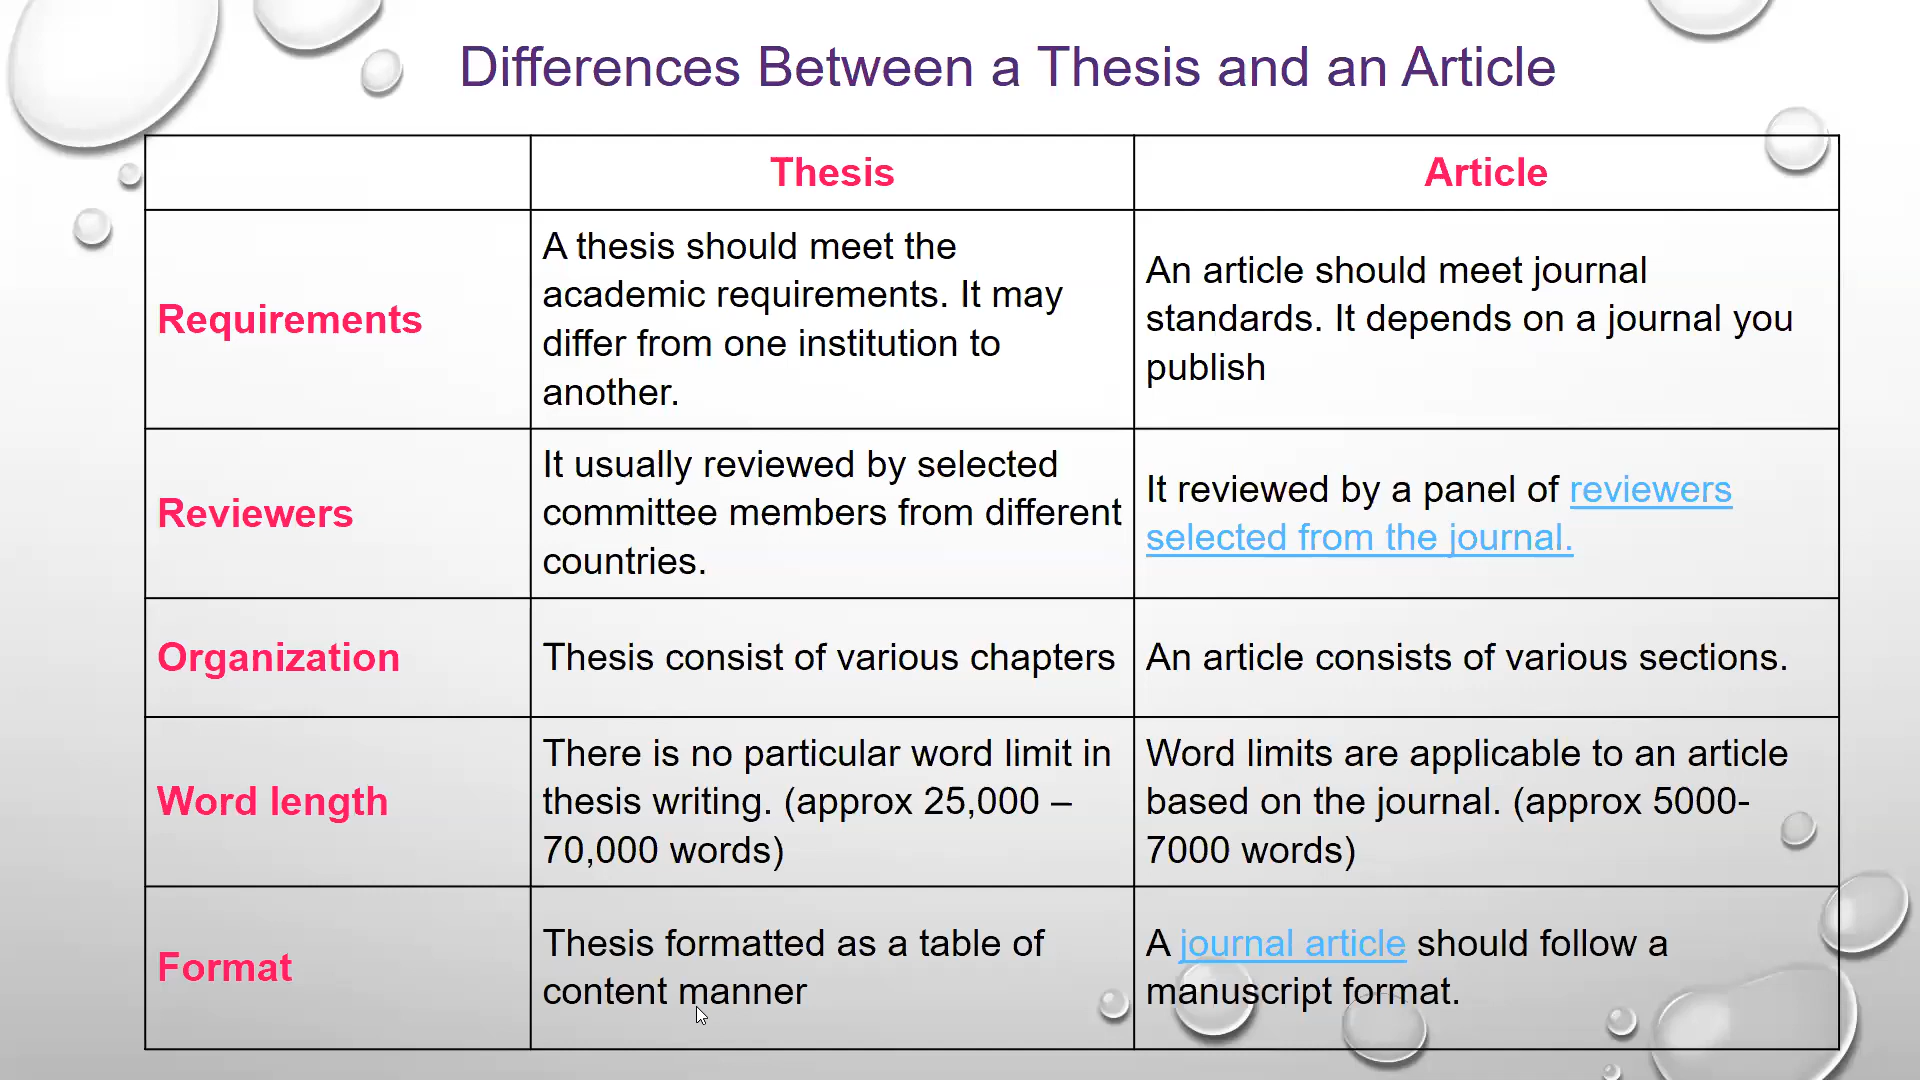 Differences Between a Thesis and an Article
Thesis
Article
Requirements
A thesis should meet the
academic requirements. It may
differ from one institution to
another.
An article should meet journal
standards. It depends on a journal you
publish
Reviewers
It usually reviewed by selected
committee members from different
countries.
It reviewed by a panel of reviewers
selected from the journal.
Organization
Thesis consist of various chapters
An article consists of various sections.
Word length
There is no particular word limit in
thesis writing. (approx 25,000 –
70,000 words)
Word limits are applicable to an article
based on the journal. (approx 5000-
7000 words)
Format
Thesis formatted as a table of
content manner
A journal article should follow a
manuscript format.